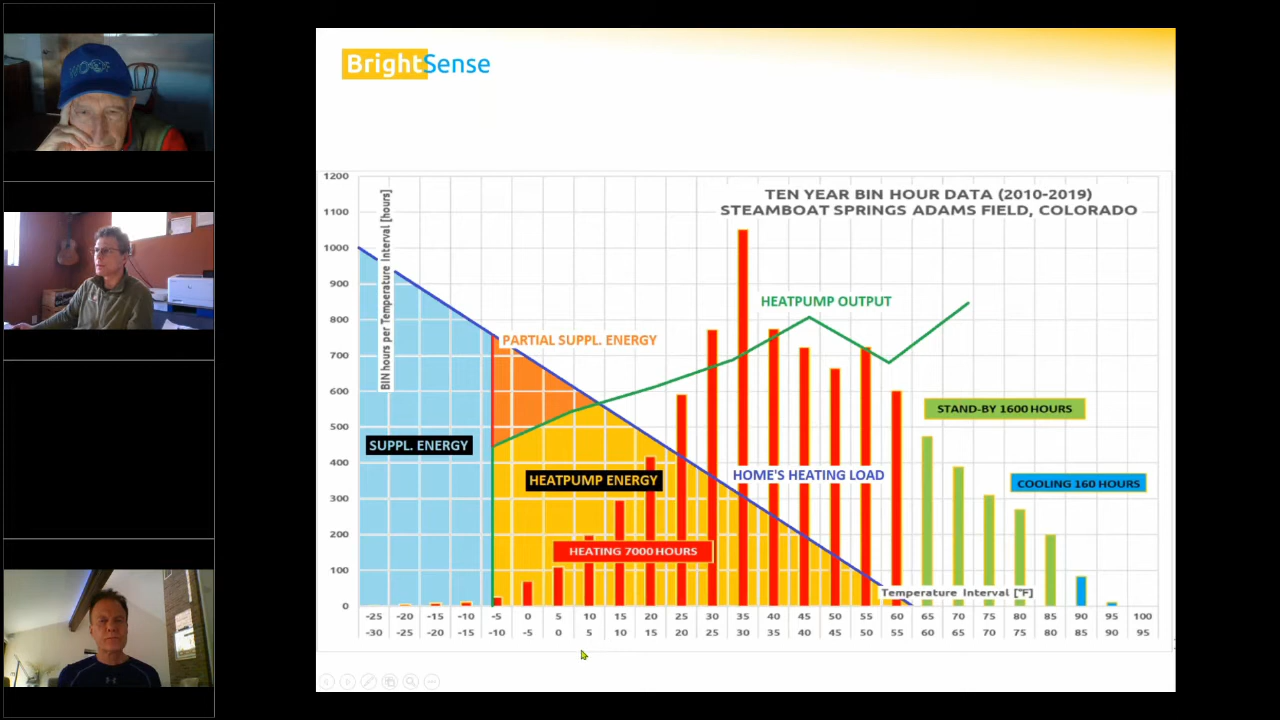 BrightSense
TEN YEAR BIN HOUR DATA (2010-2019)
STEAMBOAT SPRINGS ADAMS FIELD, COLORADO
1200
1100
1000
900
800
700
600
500
400
300
200
100
0
BIN hours per Temperature Interval [hours]
HEATPUMP OUTPUT
PARTIAL SUPPL. ENERGY
STAND-BY 1600 HOURS
SUPPL. ENERGY
HEATPUMP ENERGY
HOME'S HEATING LOAD
COOLING 160 HOURS
HEATING 7000 HOURS
Temperature Interval [°F]
-25 -20 -15 -10 -5 0 5 10 15 20 25 35 40 45 50 55 60 65 70 75 80 85 90 95 100
-30 -25 -20 -15 -10 -5 0 5 10 15 20 25 30 35 40 45 50 55 60 65 70 75 80 85 90 95